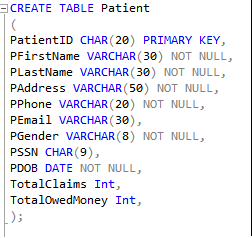 CREATE TABLE Patient
(
PatientID CHAR(20) PRIMARY KEY,
PFirstName VARCHAR(30) NOT NULL,
PLastName VARCHAR(30) NOT NULL,
PAddress VARCHAR(50) NOT NULL,
PPhone VARCHAR(20) NOT NULL,
PEmail VARCHAR(30),
PGender VARCHAR(8) NOT NULL,
PSSN CHAR(9),
PDOB DATE NOT NULL,
TotalClaims Int,
TotalOwedMoney Int,
);